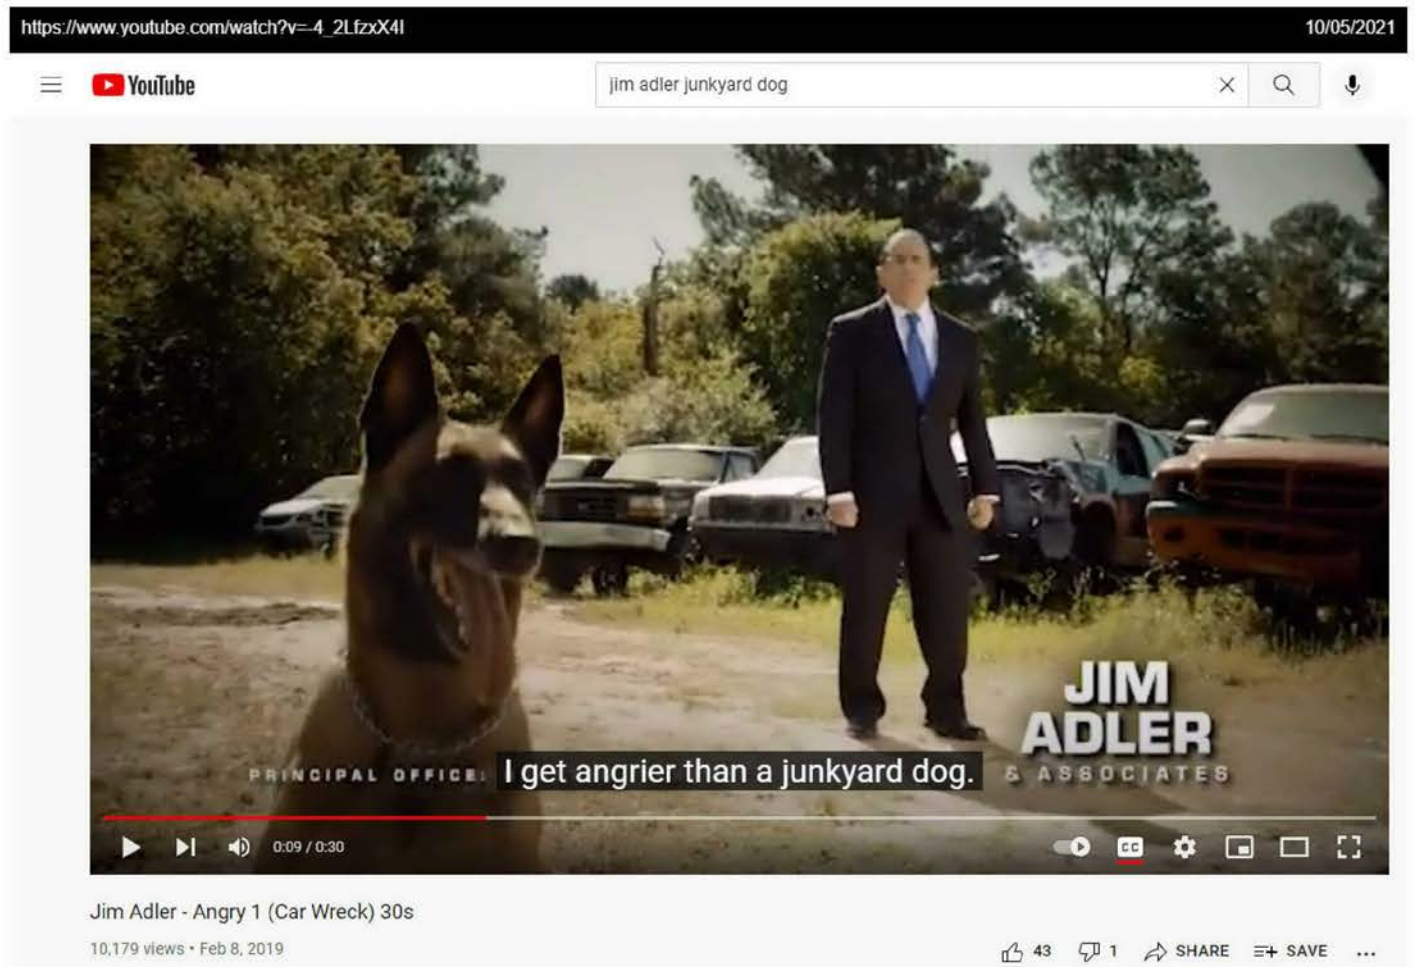 https://www.youtube.com/watch?v=-4_2LfzxX4I 10/05/2021
YouTube jim adler junkyard dog
JIM
ADLER
& ASSOCIATES
PRINCIPAL OFFICE:
I get angrier than a junkyard dog.
0:09 / 0:30
CC
Jim Adler - Angry 1 (Car Wreck) 30s
10,179 views • Feb 8, 2019
43 1 SHARE SAVE ...